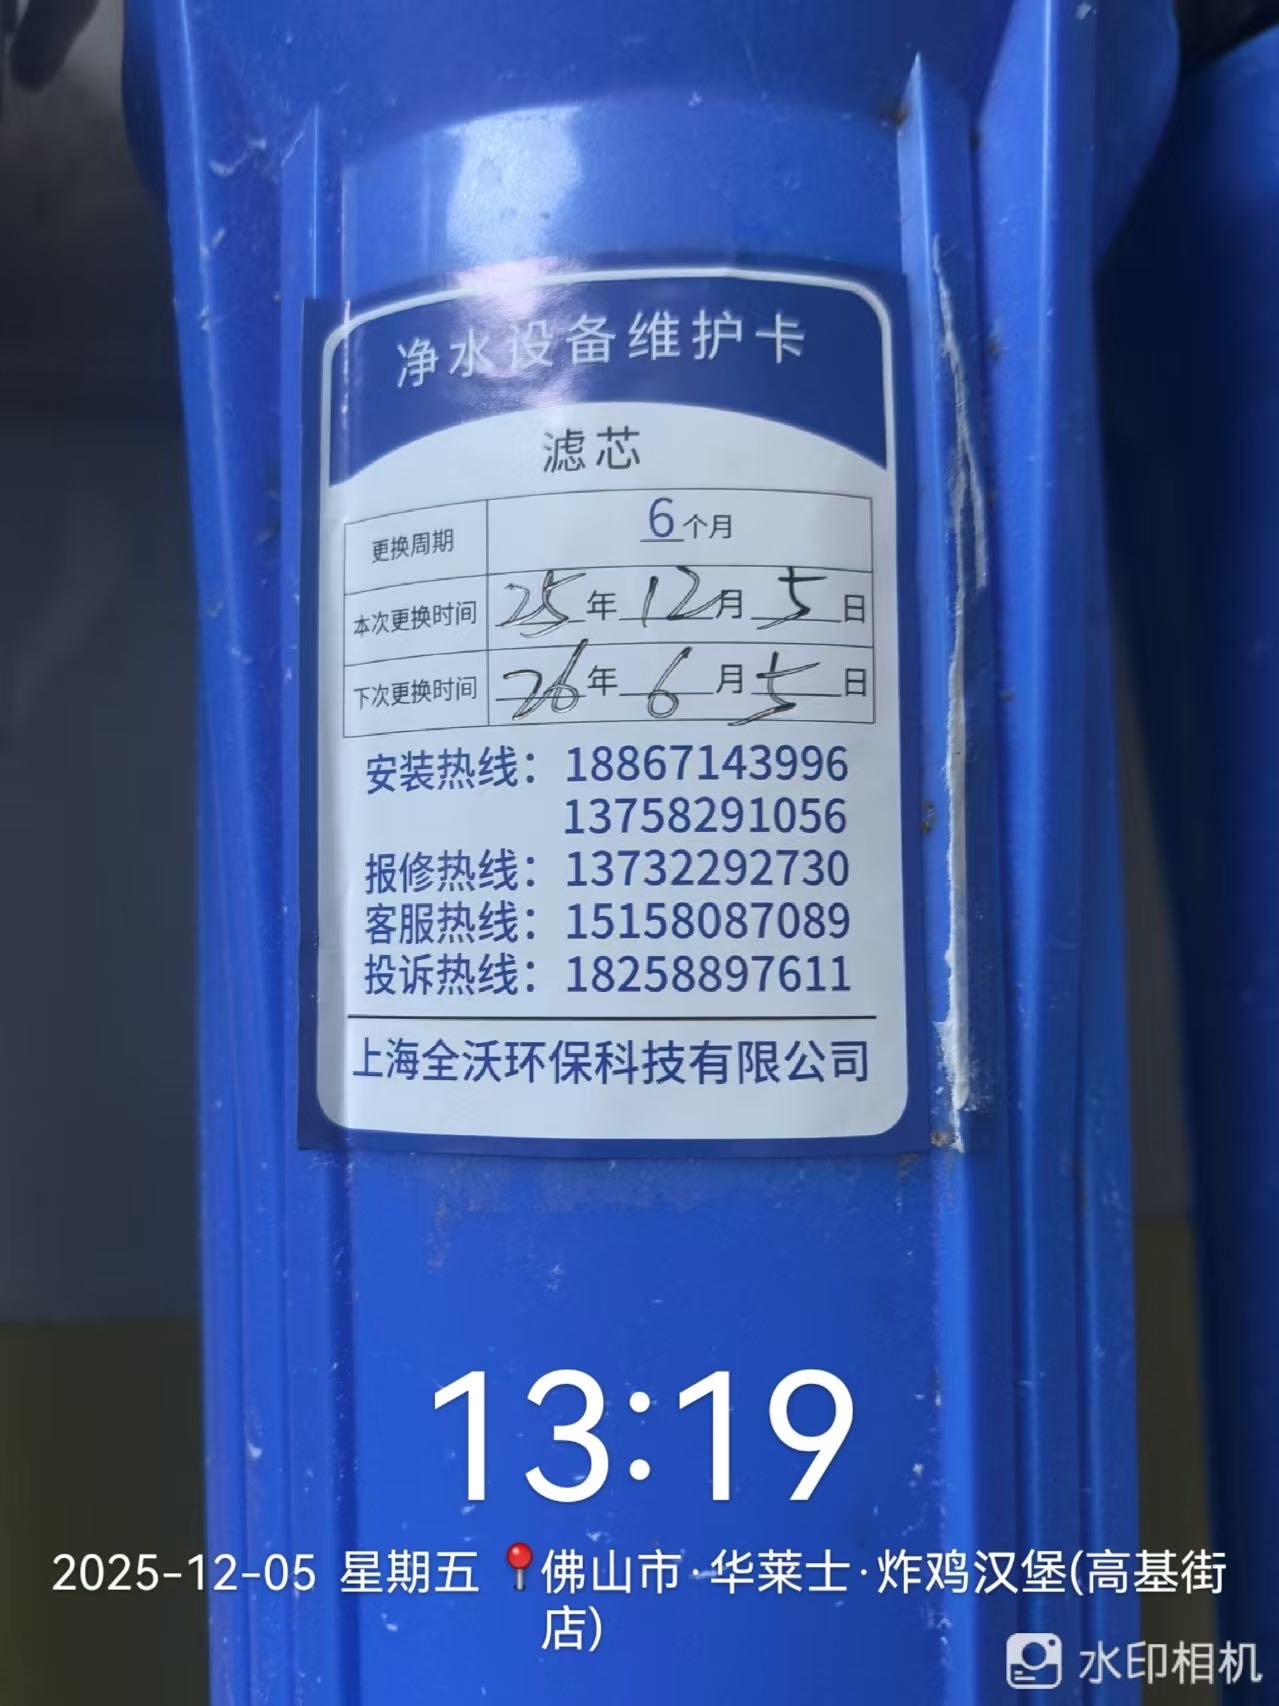 净水设备维护卡
滤芯
更换周期 6个月
本次更换时间 25年12月5日
下次更换时间 26年6月5日
安装热线：18867143996
13758291056
报修热线：13732292730
客服热线：15158087089
投诉热线：18258897611
上海全沃环保科技有限公司
13:19
2025-12-05 星期五 佛山市·华莱士·炸鸡汉堡(高基街
店)
水印相机